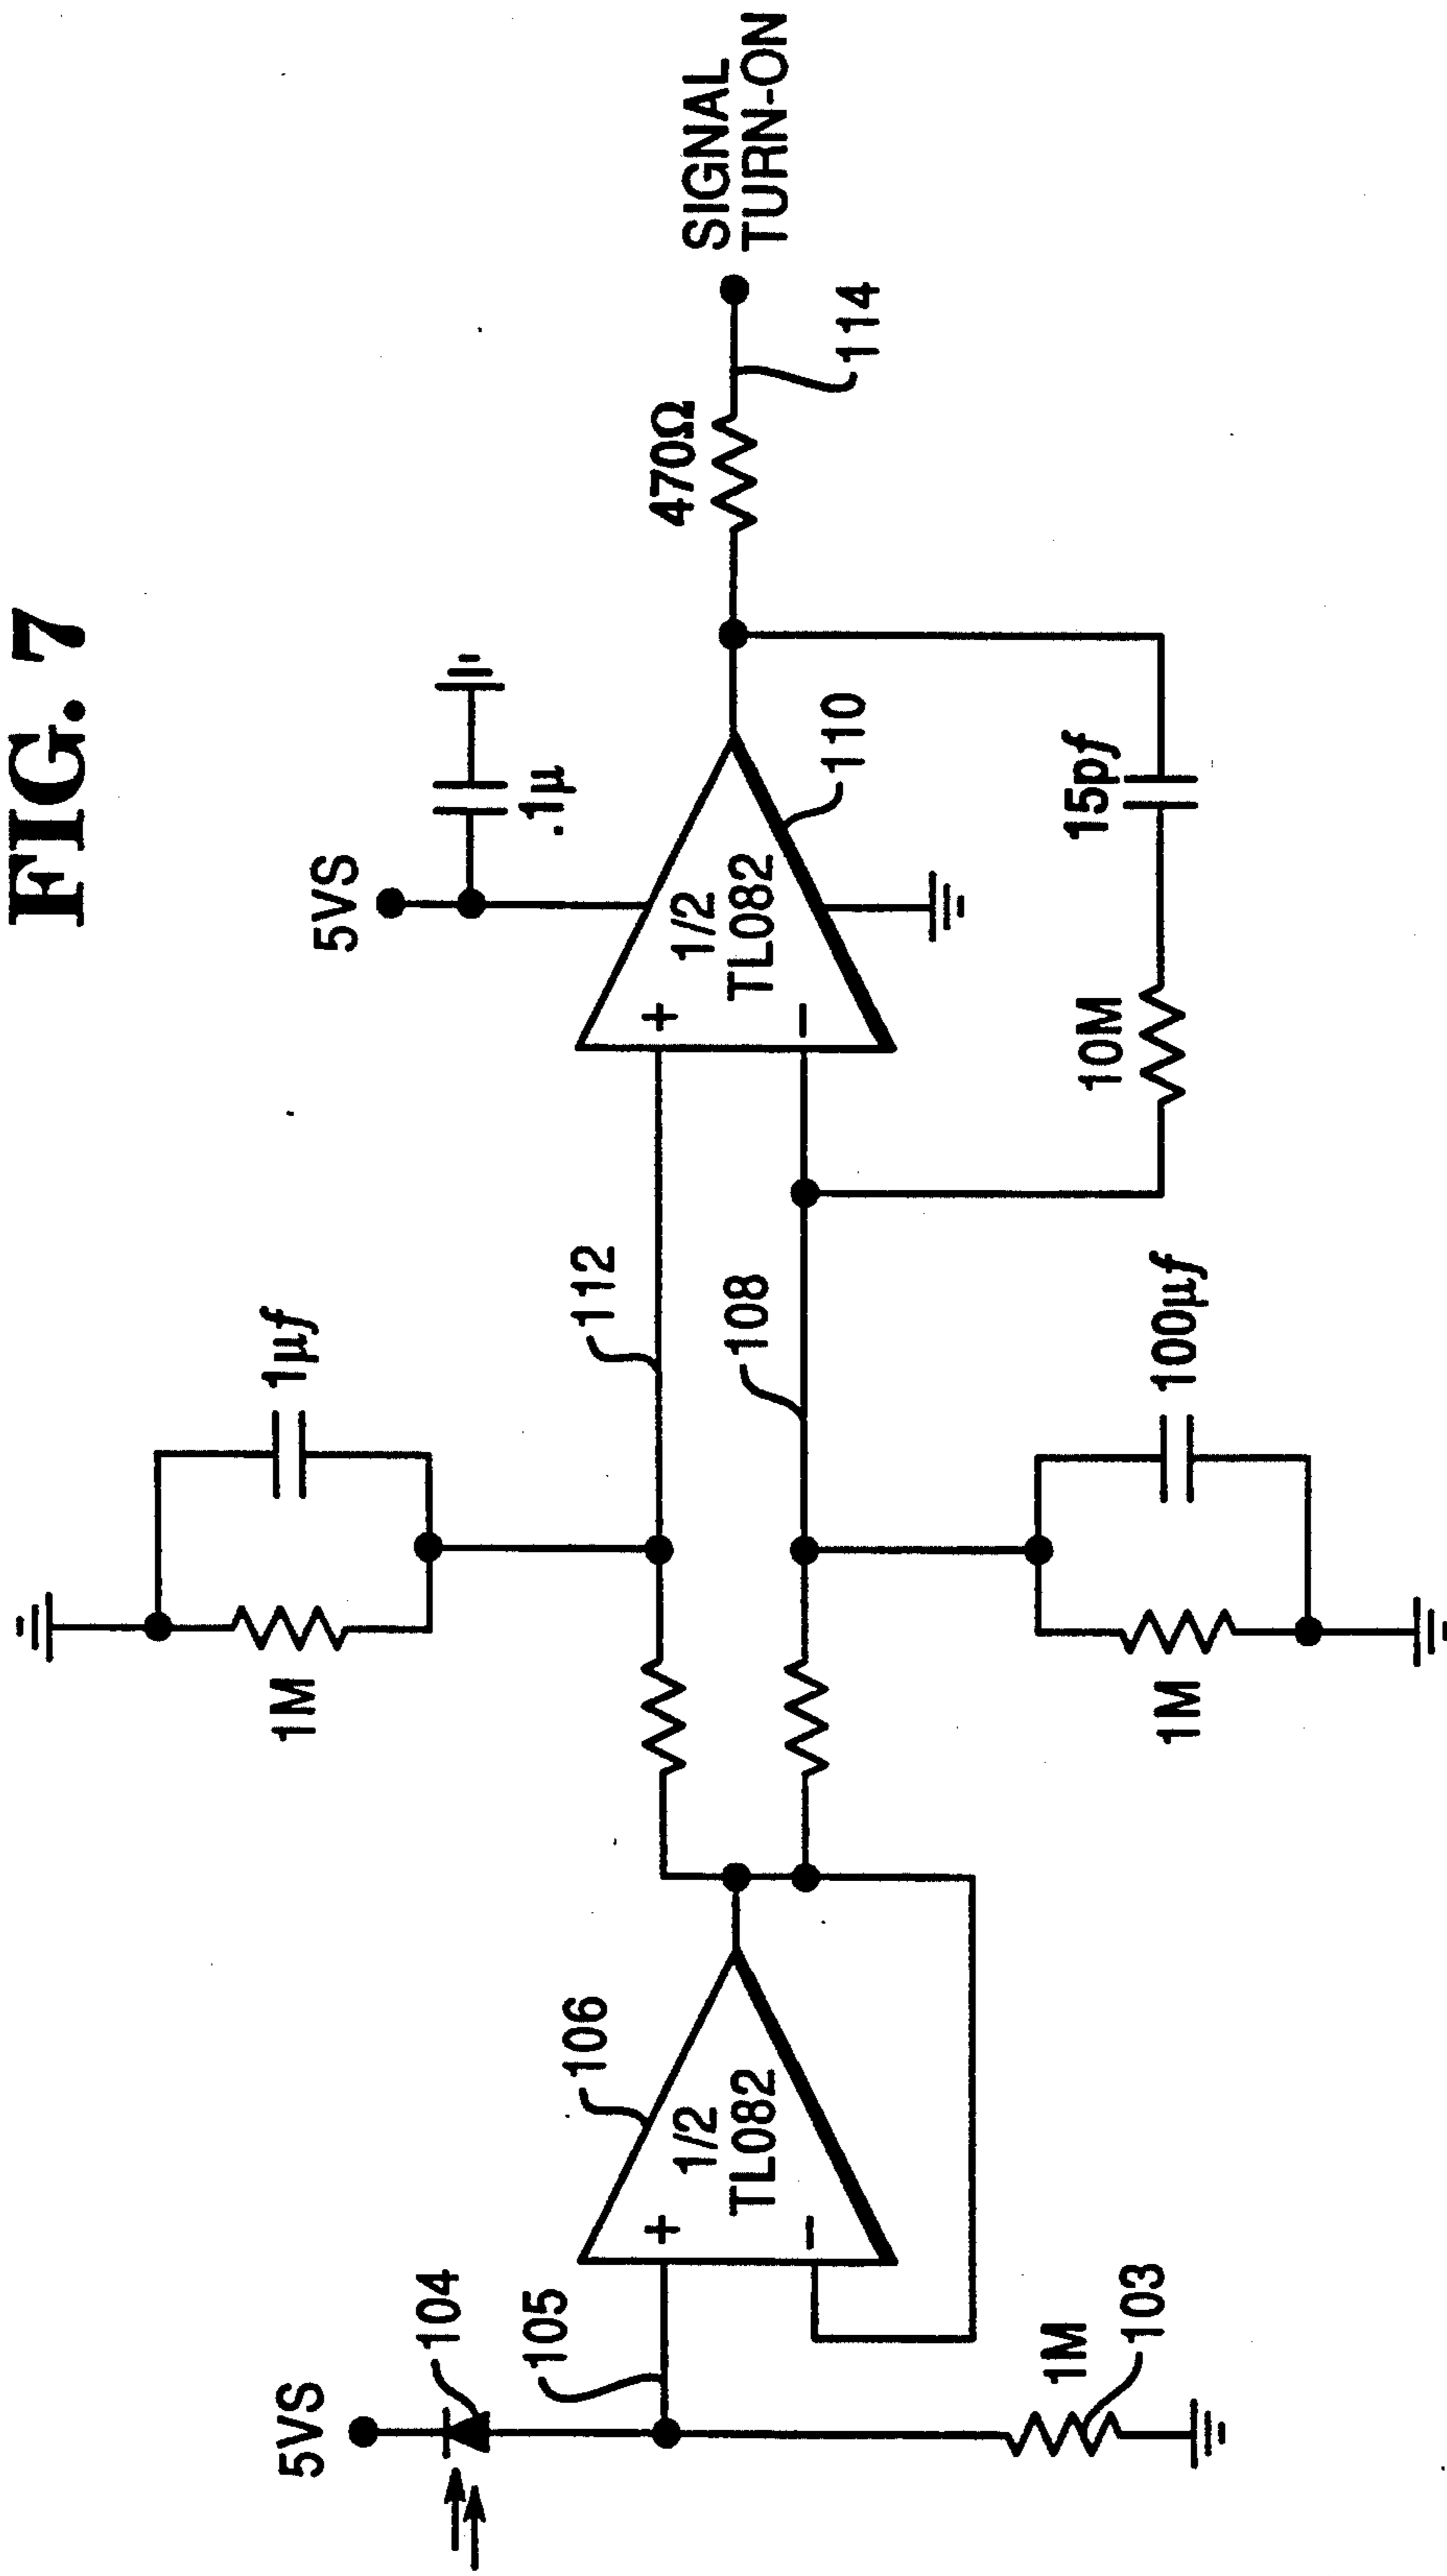 FIG. 7
5VS
104
105
1M
103
106
1/2
TL082
1M
1µf
112
108
1M
100µf
5VS
.1µ
1/2
TL082
110
10M
15pf
470Ω
114
SIGNAL
TURN-ON